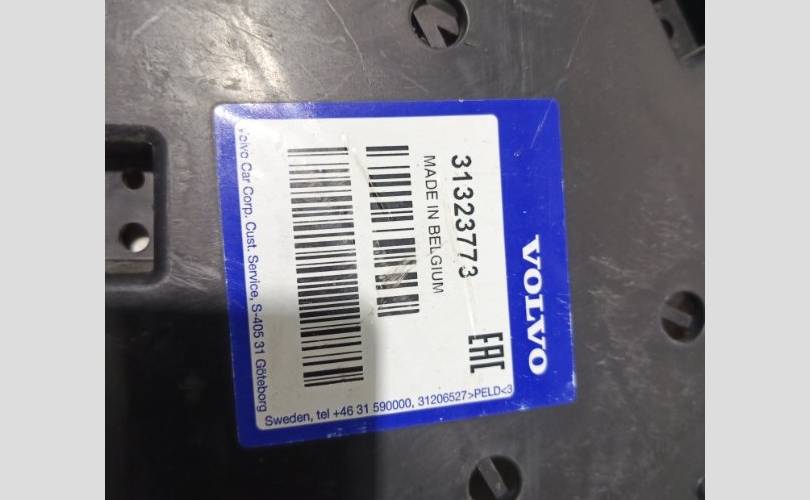 VOLVO
31323773
MADE IN BELGIUM
EAC
Volvo Car Corp. Cust. Service, S-405 31 Göteborg
Sweden, tel +46 31 590000, 31206527>PELD<3